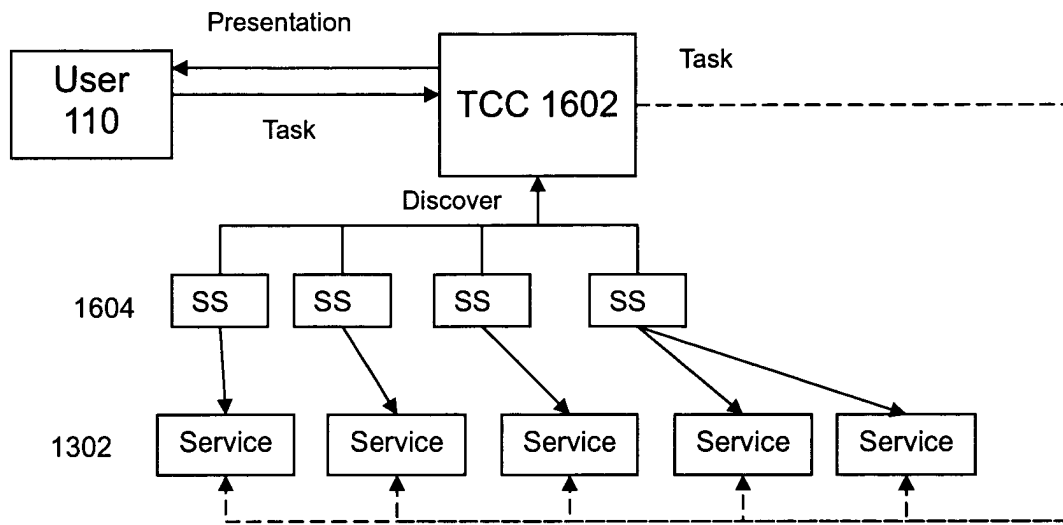 Presentation
User
110
TCC 1602
Task
Task
Discover
1604
SS
SS
SS
SS
1302
Service
Service
Service
Service
Service